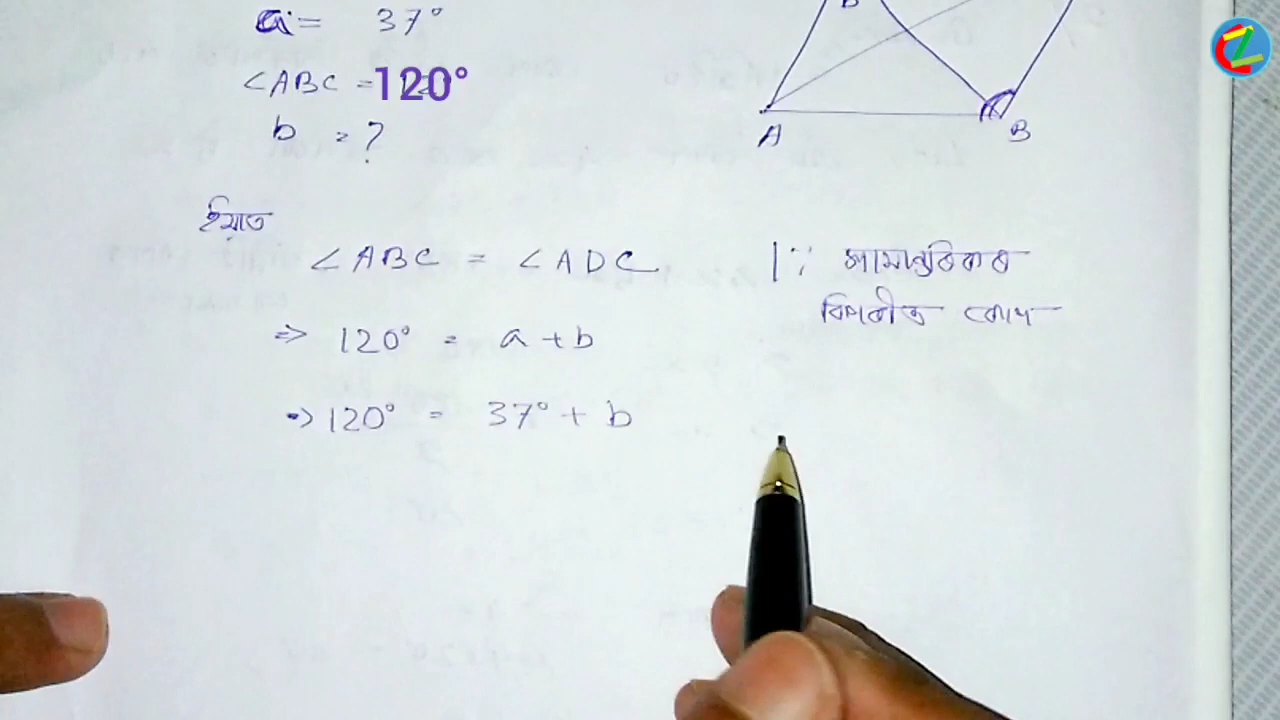 a = 37°
∠ABC = 120°
b = ?
A
B
ইয়াত
∠ABC = ∠ADC
|∵ সামান্তৰিকৰ
বিপৰীত কোণ
⇒ 120° = a + b
⇒ 120° = 37° + b